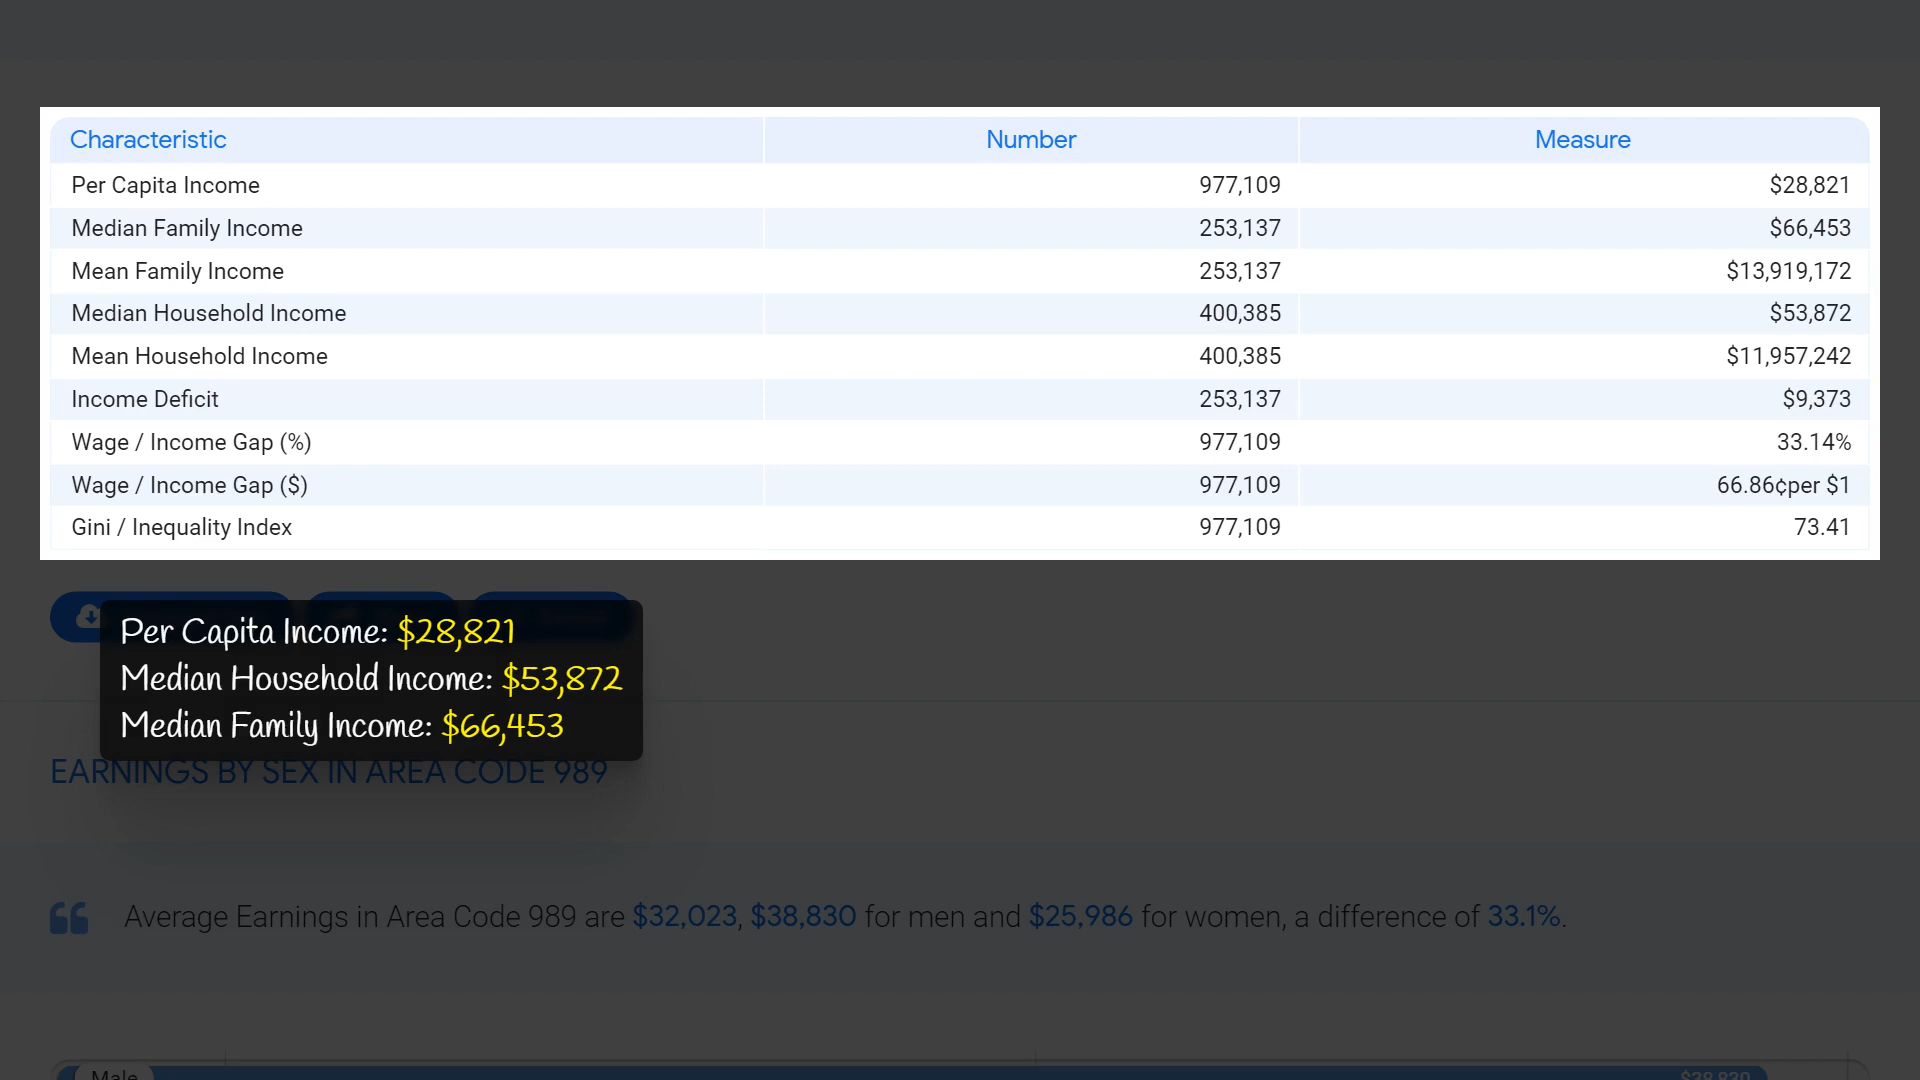 Characteristic Number Measure
Per Capita Income 977,109 $28,821
Median Family Income 253,137 $66,453
Mean Family Income 253,137 $13,919,172
Median Household Income 400,385 $53,872
Mean Household Income 400,385 $11,957,242
Income Deficit 253,137 $9,373
Wage / Income Gap (%) 977,109 33.14%
Wage / Income Gap ($) 977,109 66.86¢per $1
Gini / Inequality Index 977,109 73.41
Per Capita Income: $28,821
Median Household Income: $53,872
Median Family Income: $66,453
EARNINGS BY SEX IN AREA CODE 989
Average Earnings in Area Code 989 are $32,023, $38,830 for men and $25,986 for women, a difference of 33.1%.
Male $38,830